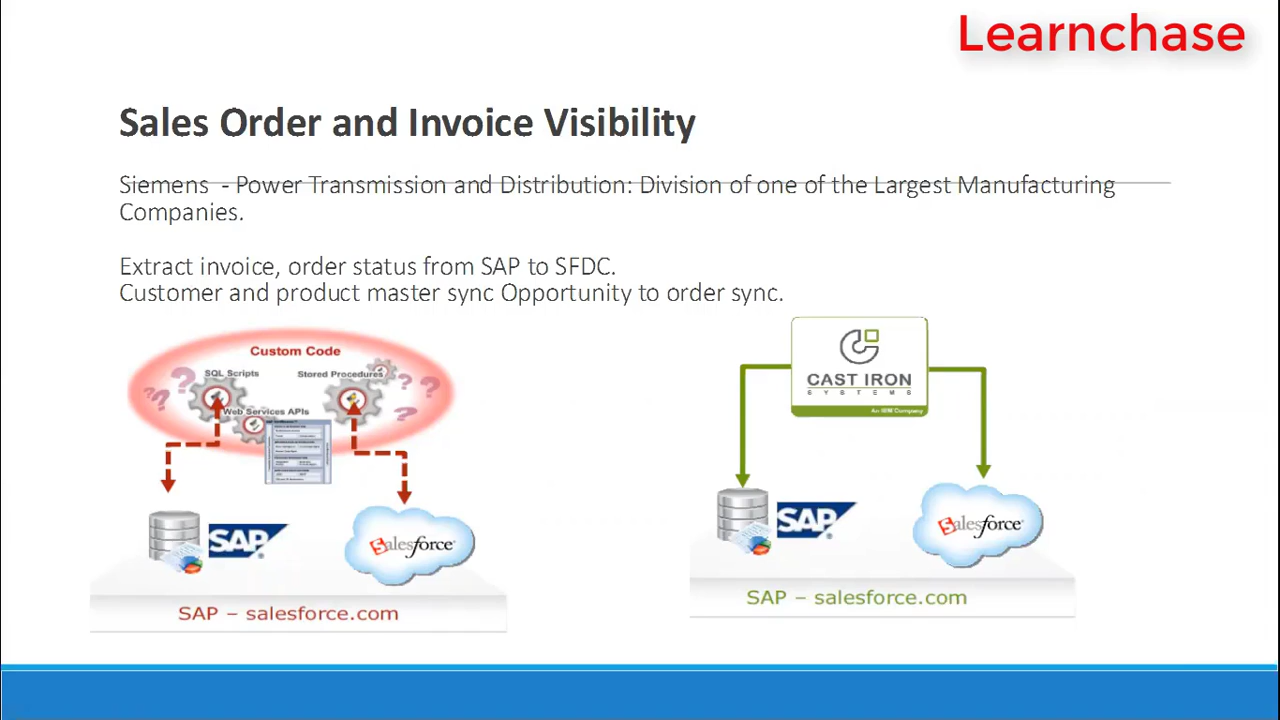 Learnchase
Sales Order and Invoice Visibility
Siemens - Power Transmission and Distribution: Division of one of the Largest Manufacturing
Companies.
Extract invoice, order status from SAP to SFDC.
Customer and product master sync Opportunity to order sync.
Custom Code
SQL Scripts
Stored Procedures
Web Services APIs
SAP
salesforce
SAP – salesforce.com
CAST IRON
SYSTEMS
An IBM Company
SAP
salesforce
SAP – salesforce.com